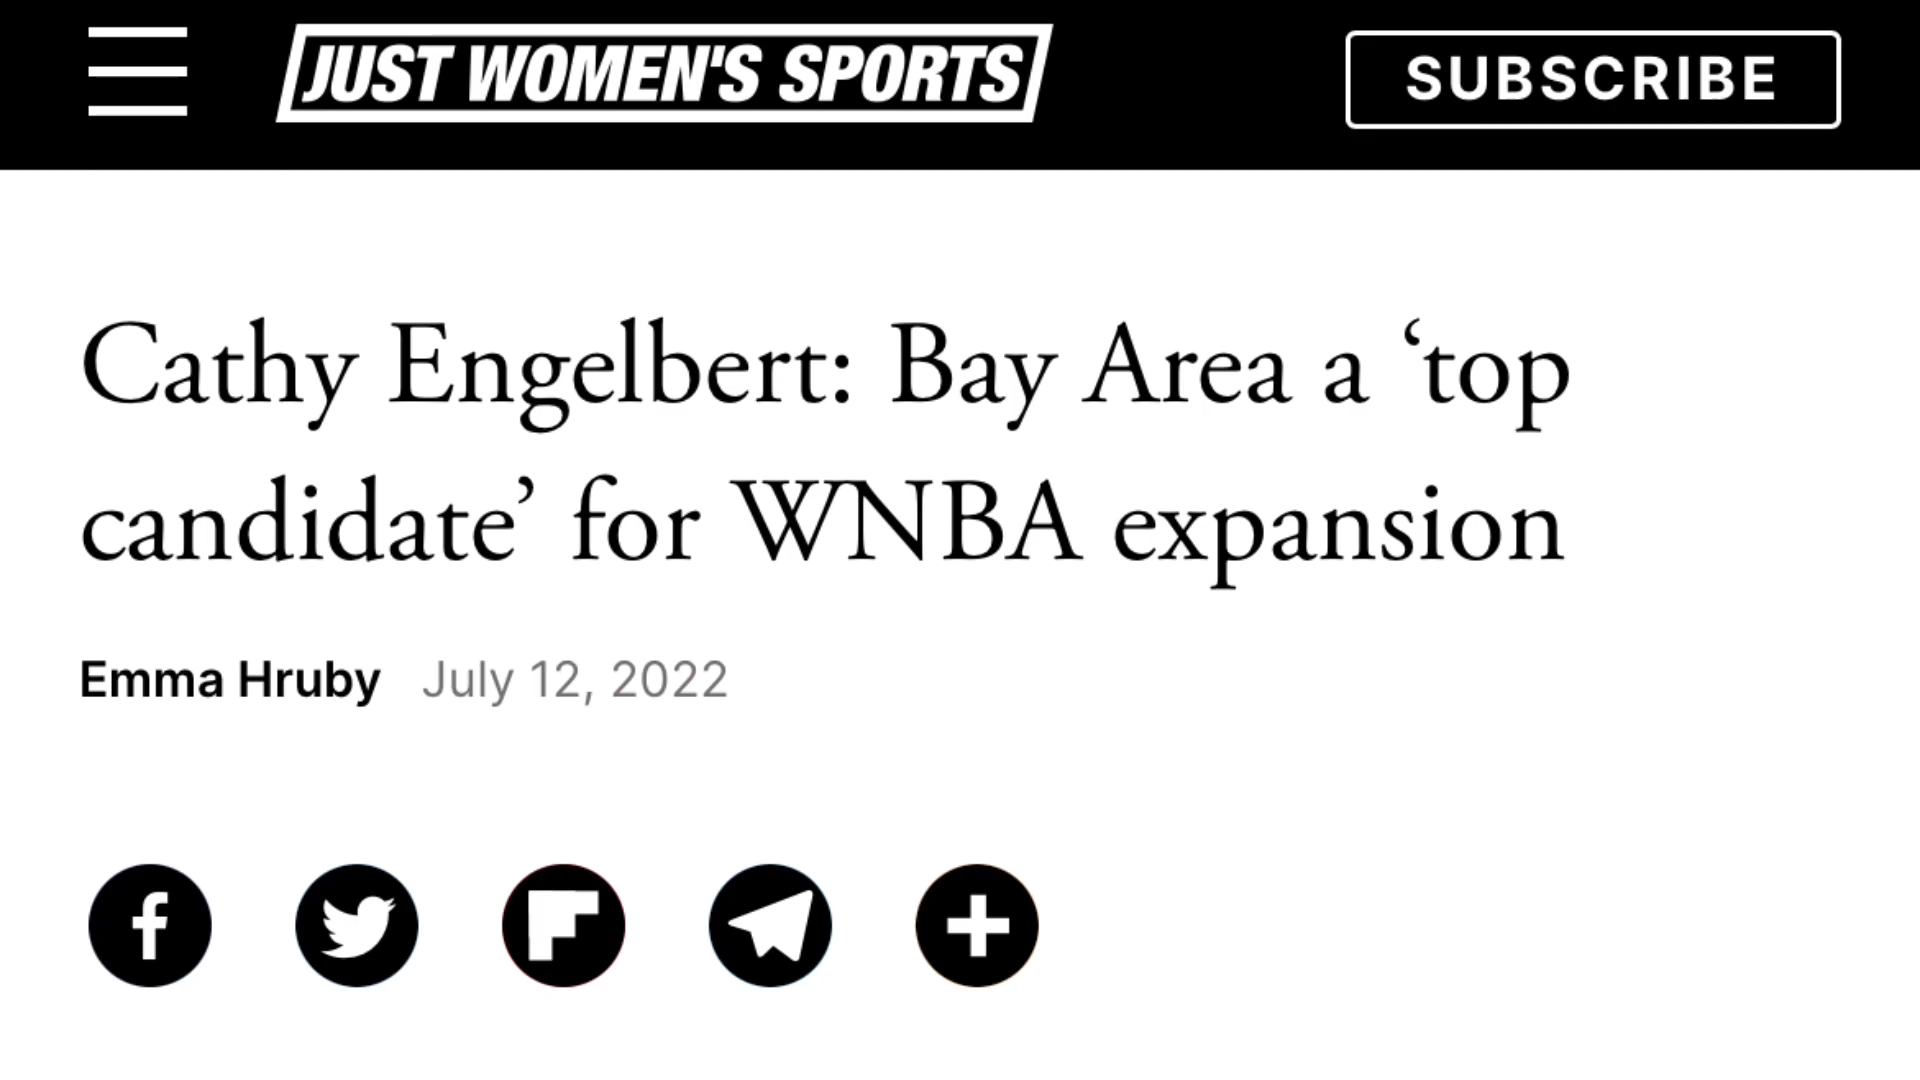 JUST WOMEN'S SPORTS
SUBSCRIBE
Cathy Engelbert: Bay Area a ‘top
candidate’ for WNBA expansion
Emma Hruby July 12, 2022